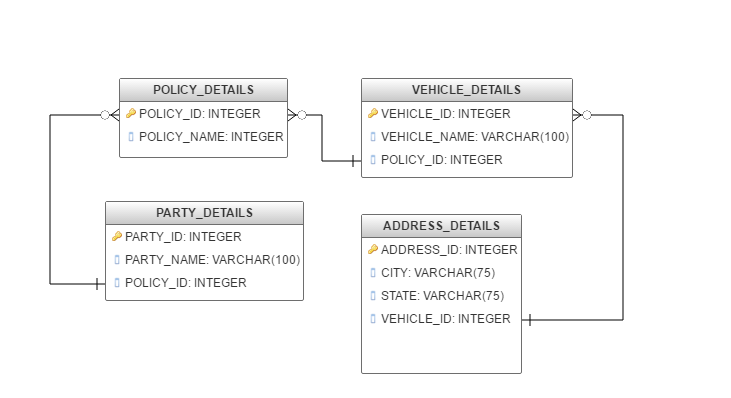 POLICY_DETAILS
POLICY_ID: INTEGER
POLICY_NAME: INTEGER
VEHICLE_DETAILS
VEHICLE_ID: INTEGER
VEHICLE_NAME: VARCHAR(100)
POLICY_ID: INTEGER
PARTY_DETAILS
PARTY_ID: INTEGER
PARTY_NAME: VARCHAR(100)
POLICY_ID: INTEGER
ADDRESS_DETAILS
ADDRESS_ID: INTEGER
CITY: VARCHAR(75)
STATE: VARCHAR(75)
VEHICLE_ID: INTEGER